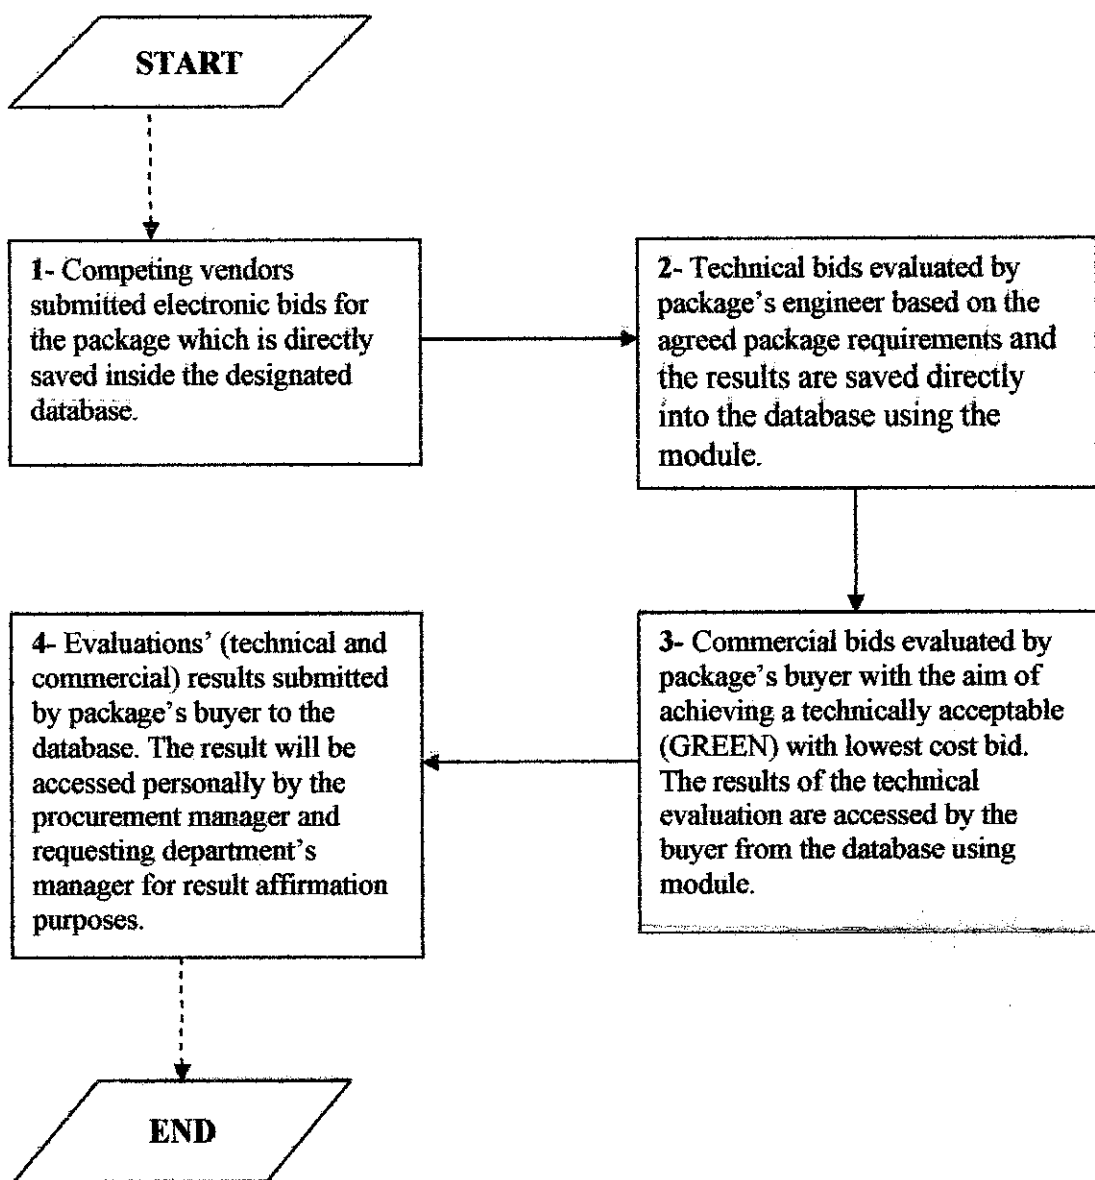 START
1- Competing vendors
submitted electronic bids for
the package which is directly
saved inside the designated
database.
2- Technical bids evaluated by
package's engineer based on the
agreed package requirements and
the results are saved directly
into the database using the
module.
3- Commercial bids evaluated by
package's buyer with the aim of
achieving a technically acceptable
(GREEN) with lowest cost bid.
The results of the technical
evaluation are accessed by the
buyer from the database using
module.
4- Evaluations' (technical and
commercial) results submitted
by package's buyer to the
database. The result will be
accessed personally by the
procurement manager and
requesting department's
manager for result affirmation
purposes.
END